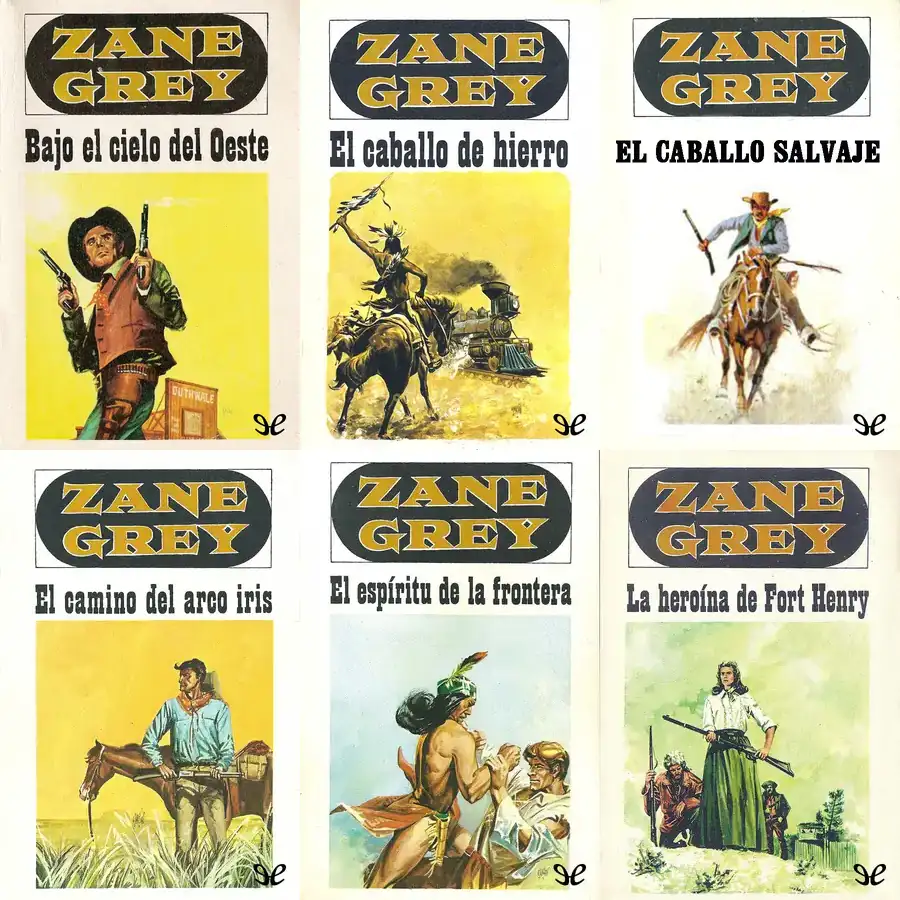 ZANE
GREY
Bajo el cielo del Oeste
OUTHWALE
ZANE
GREY
El caballo de hierro
ZANE
GREY
EL CABALLO SALVAJE
ZANE
GREY
El camino del arco iris
ZANE
GREY
El espíritu de la frontera
ZANE
GREY
La heroína de Fort Henry